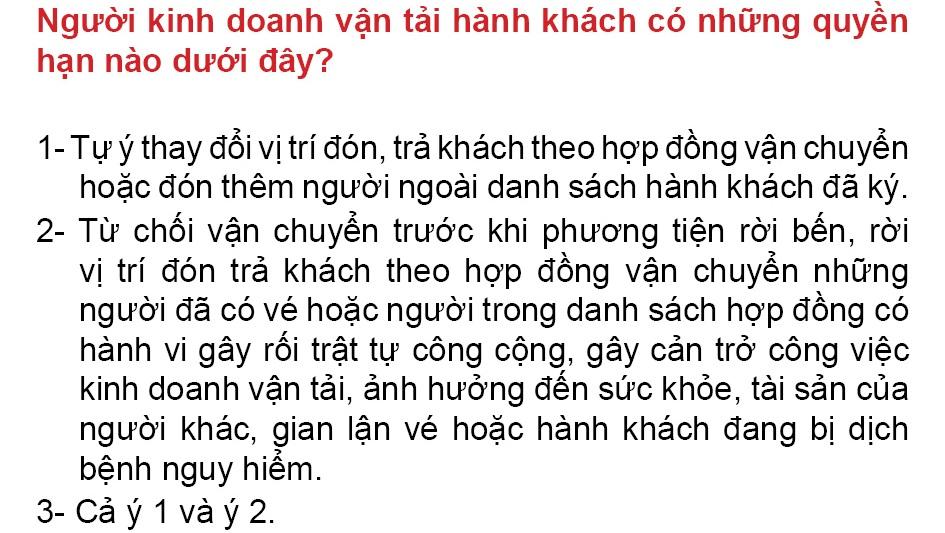 Người kinh doanh vận tải hành khách có những quyền
hạn nào dưới đây?
1- Tự ý thay đổi vị trí đón, trả khách theo hợp đồng vận chuyển
hoặc đón thêm người ngoài danh sách hành khách đã ký.
2- Từ chối vận chuyển trước khi phương tiện rời bến, rời
vị trí đón trả khách theo hợp đồng vận chuyển những
người đã có vé hoặc người trong danh sách hợp đồng có
hành vi gây rối trật tự công cộng, gây cản trở công việc
kinh doanh vận tải, ảnh hưởng đến sức khỏe, tài sản của
người khác, gian lận vé hoặc hành khách đang bị dịch
bệnh nguy hiểm.
3- Cả ý 1 và ý 2.